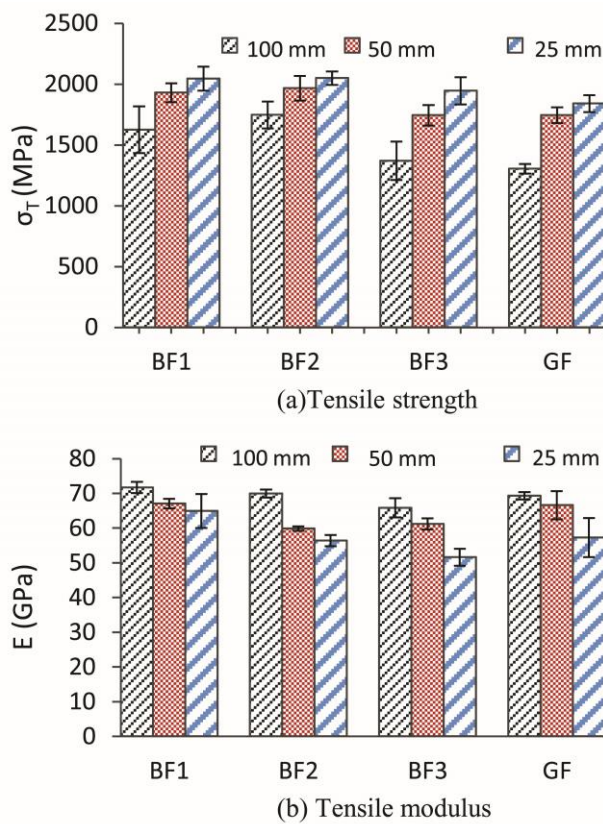 2500
2000
1500
1000
500
0
σT (MPa)
100 mm 50 mm 25 mm
BF1 BF2 BF3 GF
(a)Tensile strength
80
70
60
50
40
30
20
10
0
E (GPa)
100 mm 50 mm 25 mm
BF1 BF2 BF3 GF
(b) Tensile modulus